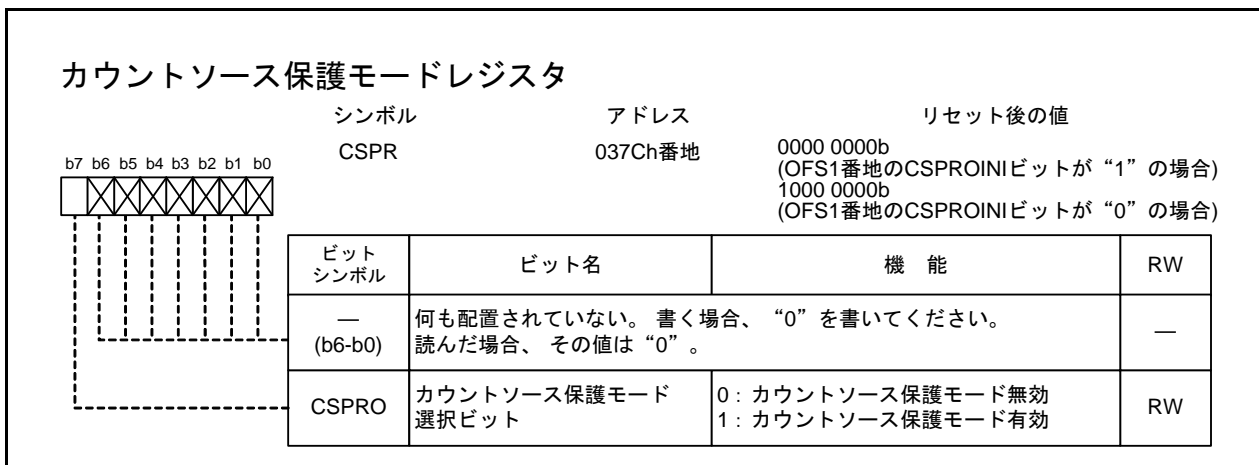 カウントソース保護モードレジスタ
シンボル アドレス リセット後の値
CSPR 037Ch番地 0000 0000b
(OFS1番地のCSPROINIビットが“1”の場合)
1000 0000b
(OFS1番地のCSPROINIビットが“0”の場合)
b7 b6 b5 b4 b3 b2 b1 b0
ビット
シンボル ビット名 機 能 RW
—
(b6-b0) 何も配置されていない。 書く場合、 “0”を書いてください。
読んだ場合、 その値は“0”。 —
CSPRO カウントソース保護モード
選択ビット 0 : カウントソース保護モード無効
1 : カウントソース保護モード有効 RW